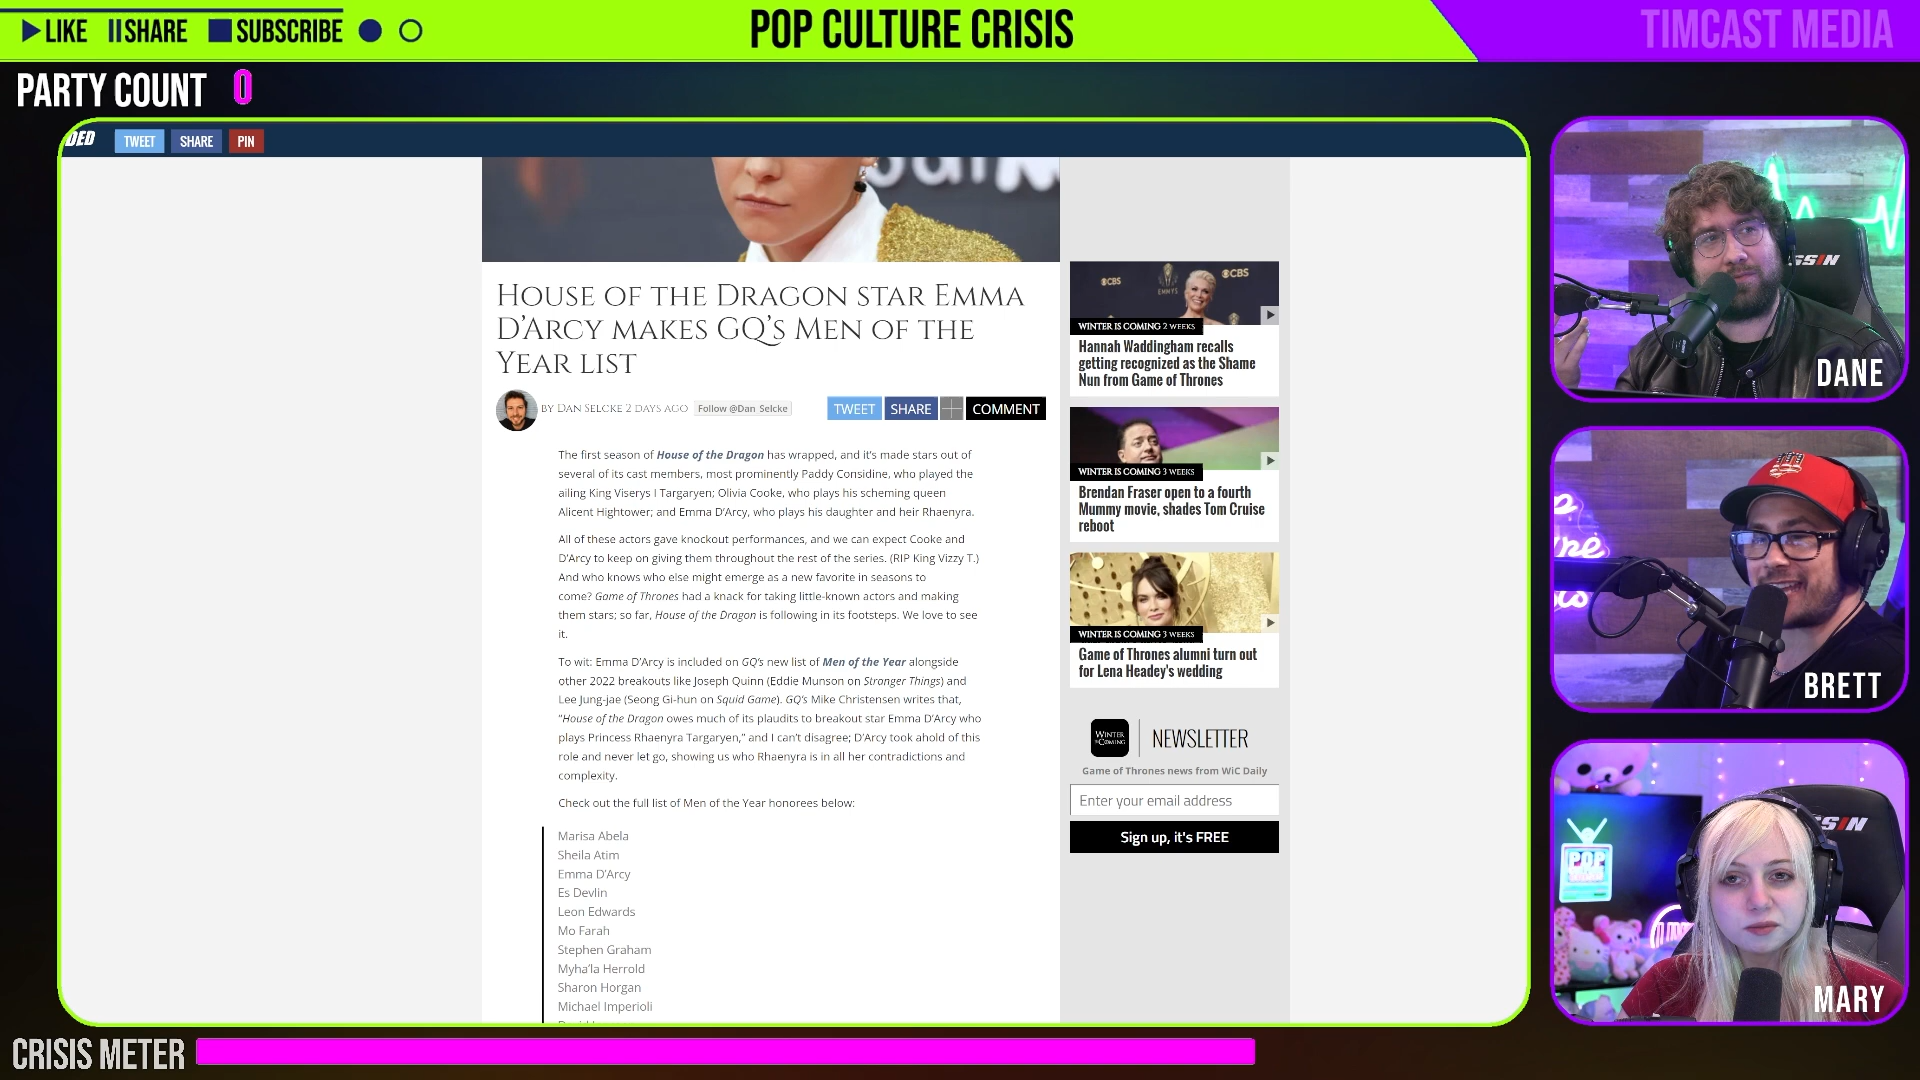 LIKE SHARE SUBSCRIBE
POP CULTURE CRISIS
TIMCAST MEDIA
PARTY COUNT 0
DED TWEET SHARE PIN
HOUSE OF THE DRAGON STAR EMMA
D'ARCY MAKES GQ'S MEN OF THE
YEAR LIST
BY DAN SELCKE 2 DAYS AGO Follow @Dan_Selcke
TWEET SHARE COMMENT
The first season of House of the Dragon has wrapped, and it's made stars out of
several of its cast members, most prominently Paddy Considine, who played the
ailing King Viserys I Targaryen; Olivia Cooke, who plays his scheming queen
Alicent Hightower; and Emma D'Arcy, who plays his daughter and heir Rhaenyra.
All of these actors gave knockout performances, and we can expect Cooke and
D'Arcy to keep on giving them throughout the rest of the series. (RIP King Vizzy T.)
And who knows who else might emerge as a new favorite in seasons to
come? Game of Thrones had a knack for taking little-known actors and making
them stars; so far, House of the Dragon is following in its footsteps. We love to see
it.
To wit: Emma D'Arcy is included on GQ's new list of Men of the Year alongside
other 2022 breakouts like Joseph Quinn (Eddie Munson on Stranger Things) and
Lee Jung-jae (Seong Gi-hun on Squid Game). GQ's Mike Christensen writes that,
"House of the Dragon owes much of its plaudits to breakout star Emma D'Arcy who
plays Princess Rhaenyra Targaryen," and I can't disagree; D'Arcy took ahold of this
role and never let go, showing us who Rhaenyra is in all her contradictions and
complexity.
Check out the full list of Men of the Year honorees below:
Marisa Abela
Sheila Atim
Emma D'Arcy
Es Devlin
Leon Edwards
Mo Farah
Stephen Graham
Myha'la Herrold
Sharon Horgan
Michael Imperioli
CBS EMMYS CBS
WINTER IS COMING 2 WEEKS
Hannah Waddingham recalls
getting recognized as the Shame
Nun from Game of Thrones
WINTER IS COMING 3 WEEKS
Brendan Fraser open to a fourth
Mummy movie, shades Tom Cruise
reboot
WINTER IS COMING 3 WEEKS
Game of Thrones alumni turn out
for Lena Headey's wedding
WINTER IS COMING NEWSLETTER
Game of Thrones news from WiC Daily
Enter your email address
Sign up, it's FREE
SSIN
DANE
BRETT
SIN
POP
MARY
CRISIS METER